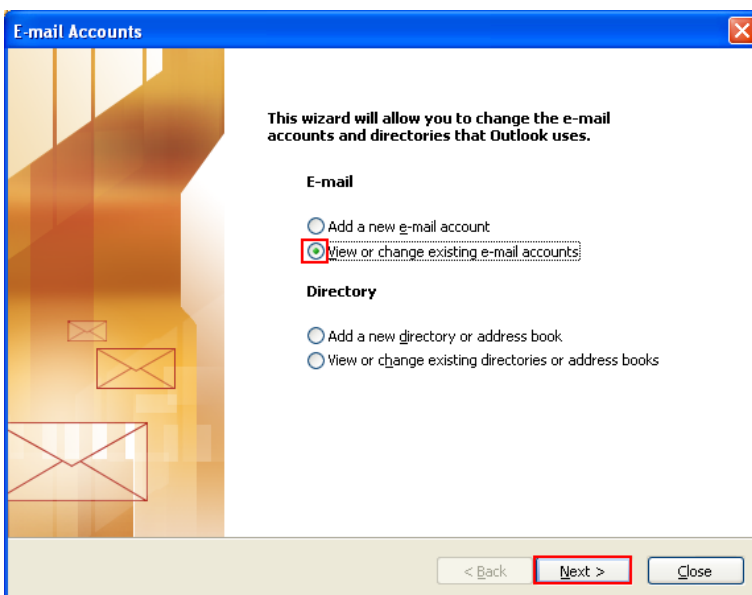 E-mail Accounts
This wizard will allow you to change the e-mail
accounts and directories that Outlook uses.
E-mail
Add a new e-mail account
View or change existing e-mail accounts
Directory
Add a new directory or address book
View or change existing directories or address books
< Back
Next >
Close